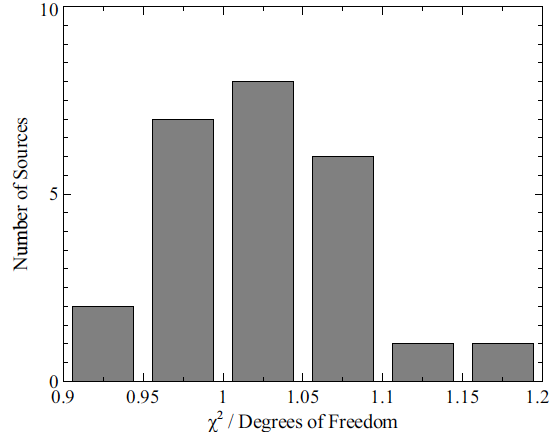 10
5
0
Number of Sources
0.9 0.95 1 1.05 1.1 1.15 1.2
χ² / Degrees of Freedom